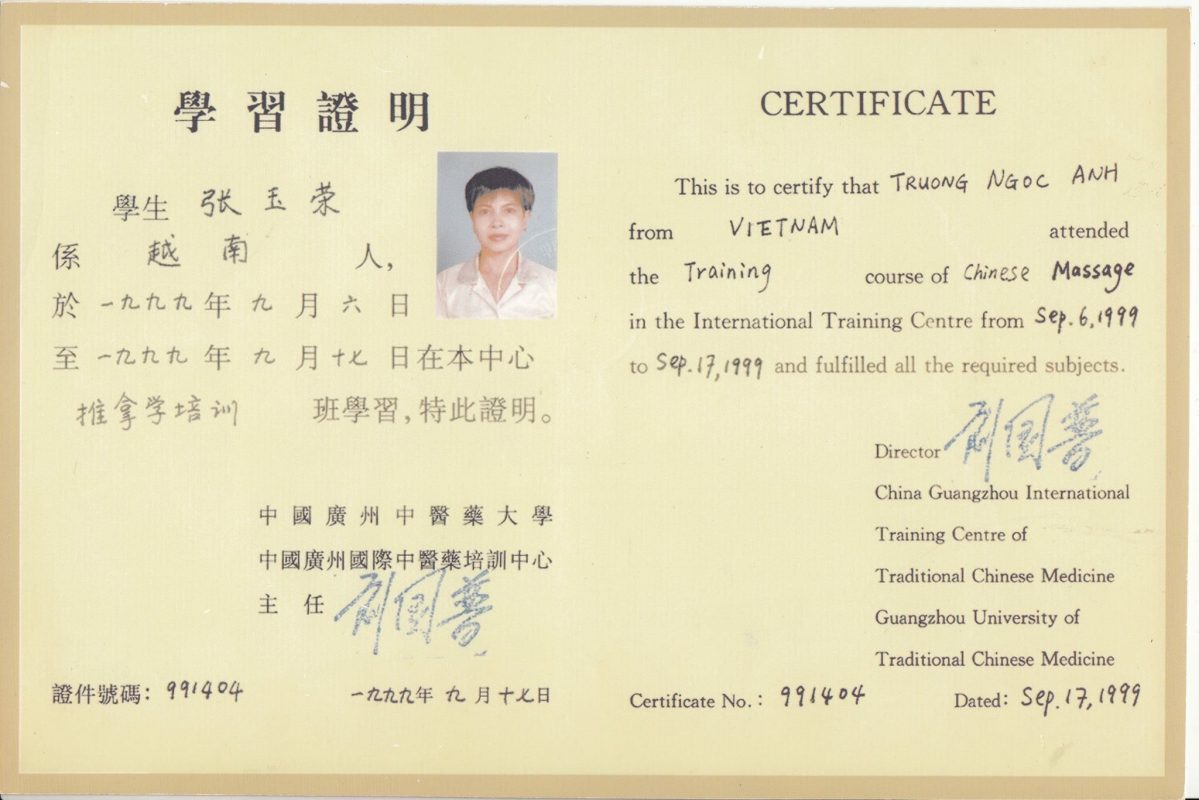 學習證明
學生 张玉荣
係 越南 人,
於 一九九九 年 九 月 六 日
至 一九九九 年 九 月 十七 日在本中心
推拿学培训 班學習,特此證明。
中國廣州中醫藥大學
中國廣州國際中醫藥培訓中心
主任
證件號碼: 991404 一九九九年 九 月 十七日
CERTIFICATE
This is to certify that TRUONG NGOC ANH
from VIETNAM attended
the Training course of Chinese Massage
in the International Training Centre from Sep.6,1999
to Sep.17,1999 and fulfilled all the required subjects.
Director
China Guangzhou International
Training Centre of
Traditional Chinese Medicine
Guangzhou University of
Traditional Chinese Medicine
Certificate No.: 991404 Dated: Sep.17,1999